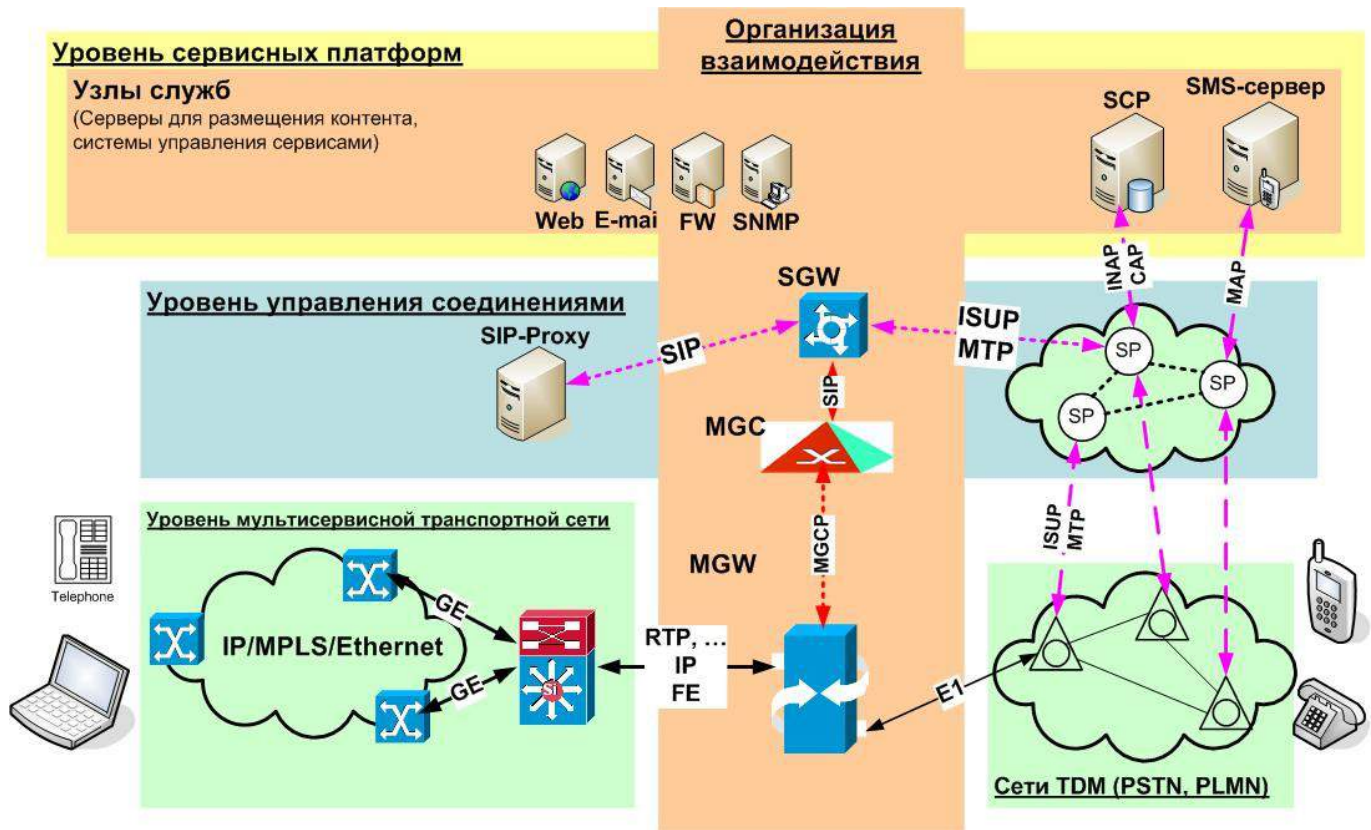 Организация
взаимодействия
Уровень сервисных платформ
Узлы служб
(Серверы для размещения контента,
системы управления сервисами)
SCP
SMS-сервер
Web
E-mai
FW
SNMP
INAP
CAP
MAP
Уровень управления соединениями
SGW
SIP-Proxy
SIP
ISUP
MTP
SP
SP
SP
SIP
MGC
MGCP
Уровень мультисервисной транспортной сети
ISUP
MTP
MGW
Telephone
GE
IP/MPLS/Ethernet
GE
Si
RTP, ...
IP
FE
E1
Сети TDM (PSTN, PLMN)